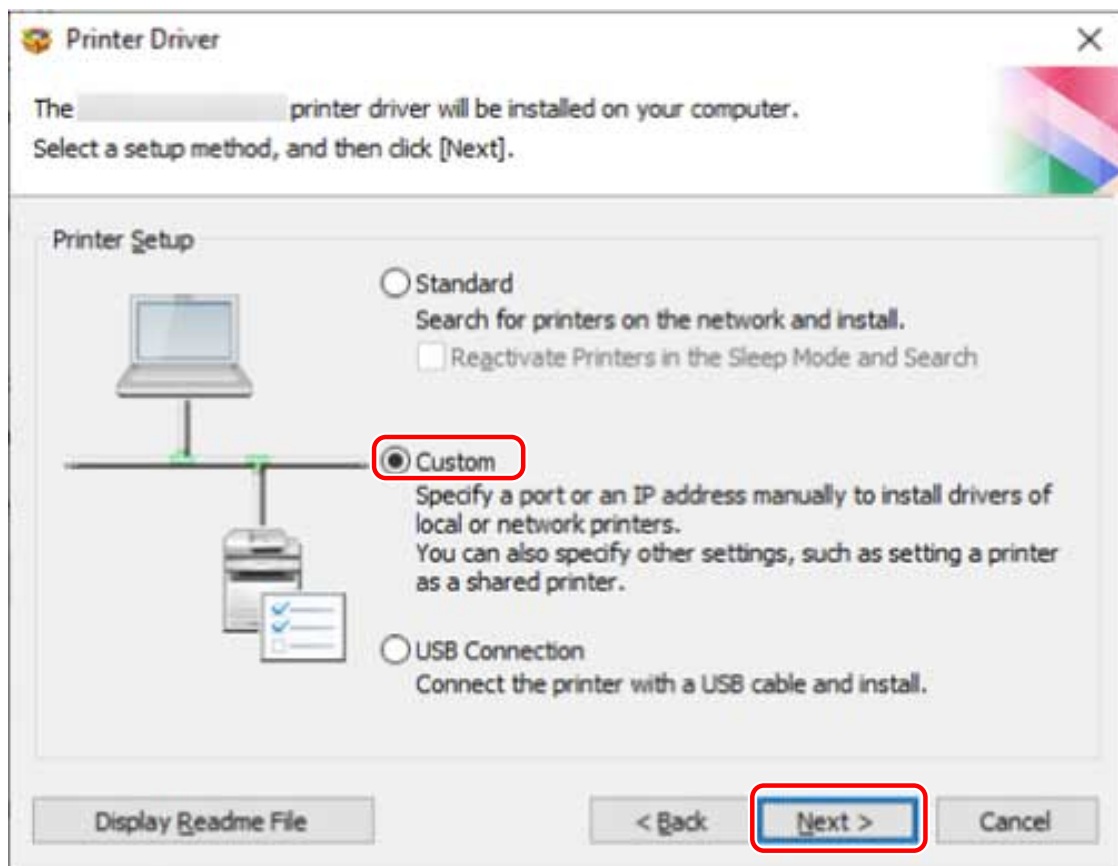 Printer Driver
The printer driver will be installed on your computer.
Select a setup method, and then click [Next].
Printer Setup
Standard
Search for printers on the network and install.
Reactivate Printers in the Sleep Mode and Search
Custom
Specify a port or an IP address manually to install drivers of
local or network printers.
You can also specify other settings, such as setting a printer
as a shared printer.
USB Connection
Connect the printer with a USB cable and install.
Display Readme File
< Back
Next >
Cancel